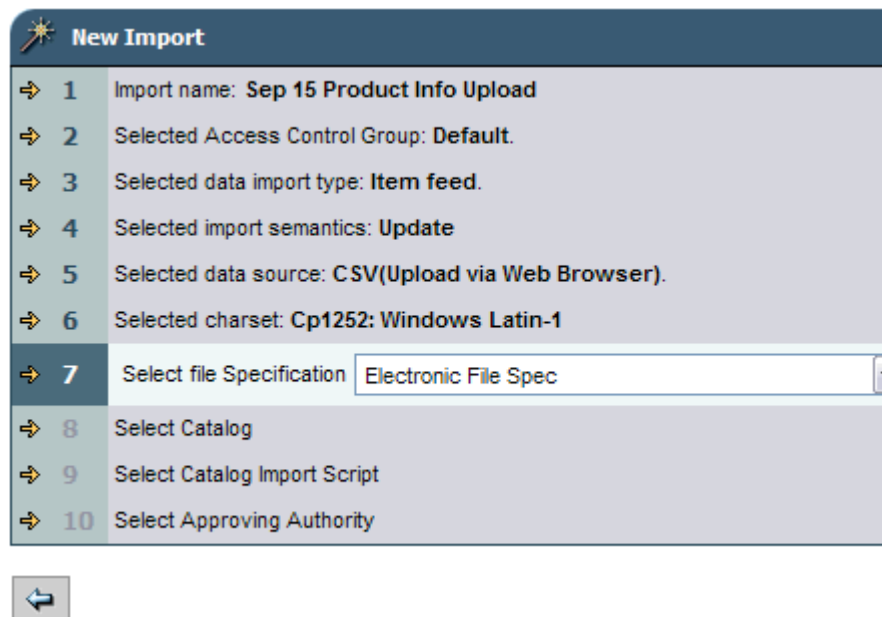 New Import
1 Import name: Sep 15 Product Info Upload
2 Selected Access Control Group: Default.
3 Selected data import type: Item feed.
4 Selected import semantics: Update
5 Selected data source: CSV(Upload via Web Browser).
6 Selected charset: Cp1252: Windows Latin-1
7 Select file Specification Electronic File Spec
8 Select Catalog
9 Select Catalog Import Script
10 Select Approving Authority